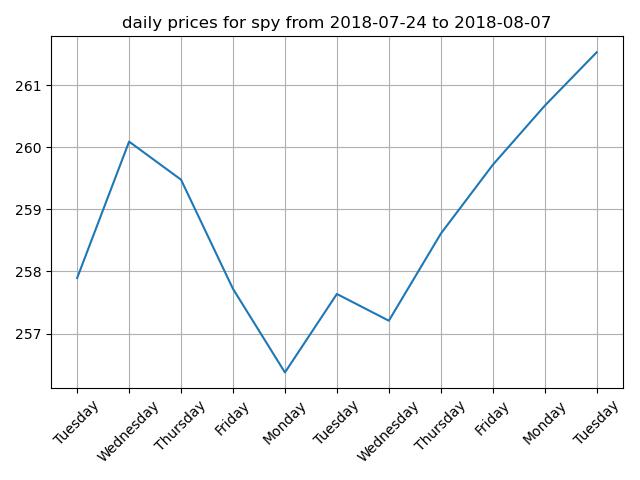 daily prices for spy from 2018-07-24 to 2018-08-07
261
260
259
258
257
Tuesday
Wednesday
Thursday
Friday
Monday
Tuesday
Wednesday
Thursday
Friday
Monday
Tuesday